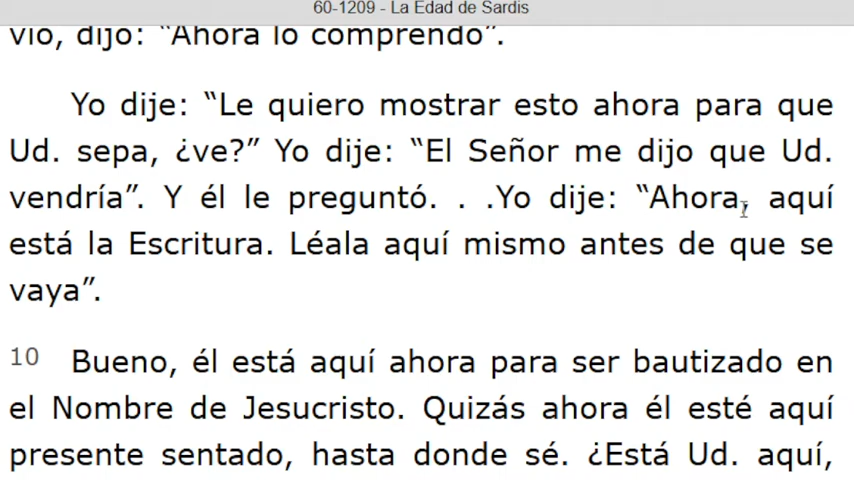 60-1209 - La Edad de Sardis
vio, dijo: “Ahora lo comprendo”.
Yo dije: “Le quiero mostrar esto ahora para que
Ud. sepa, ¿ve?” Yo dije: “El Señor me dijo que Ud.
vendría”. Y él le preguntó. . .Yo dije: “Ahora, aquí
está la Escritura. Léala aquí mismo antes de que se
vaya”.
10 Bueno, él está aquí ahora para ser bautizado en
el Nombre de Jesucristo. Quizás ahora él esté aquí
presente sentado, hasta donde sé. ¿Está Ud. aquí,